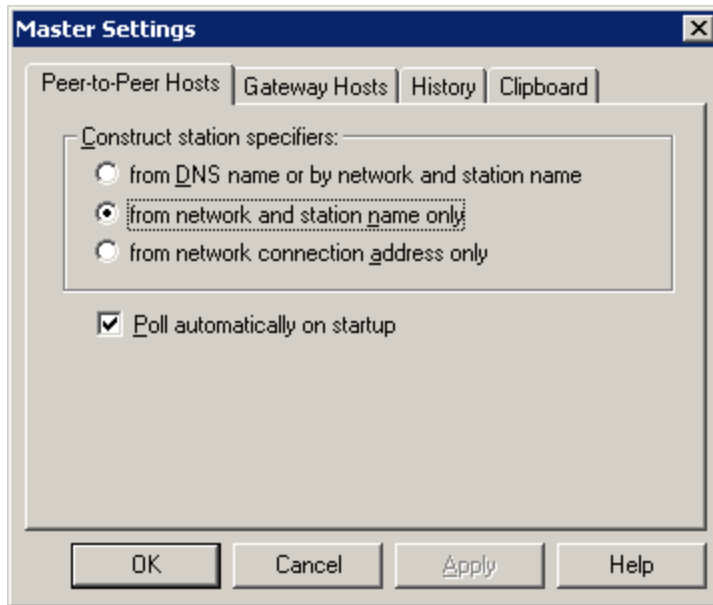 Master Settings
Peer-to-Peer Hosts Gateway Hosts History Clipboard
Construct station specifiers:
from DNS name or by network and station name
from network and station name only
from network connection address only
Poll automatically on startup
OK Cancel Apply Help